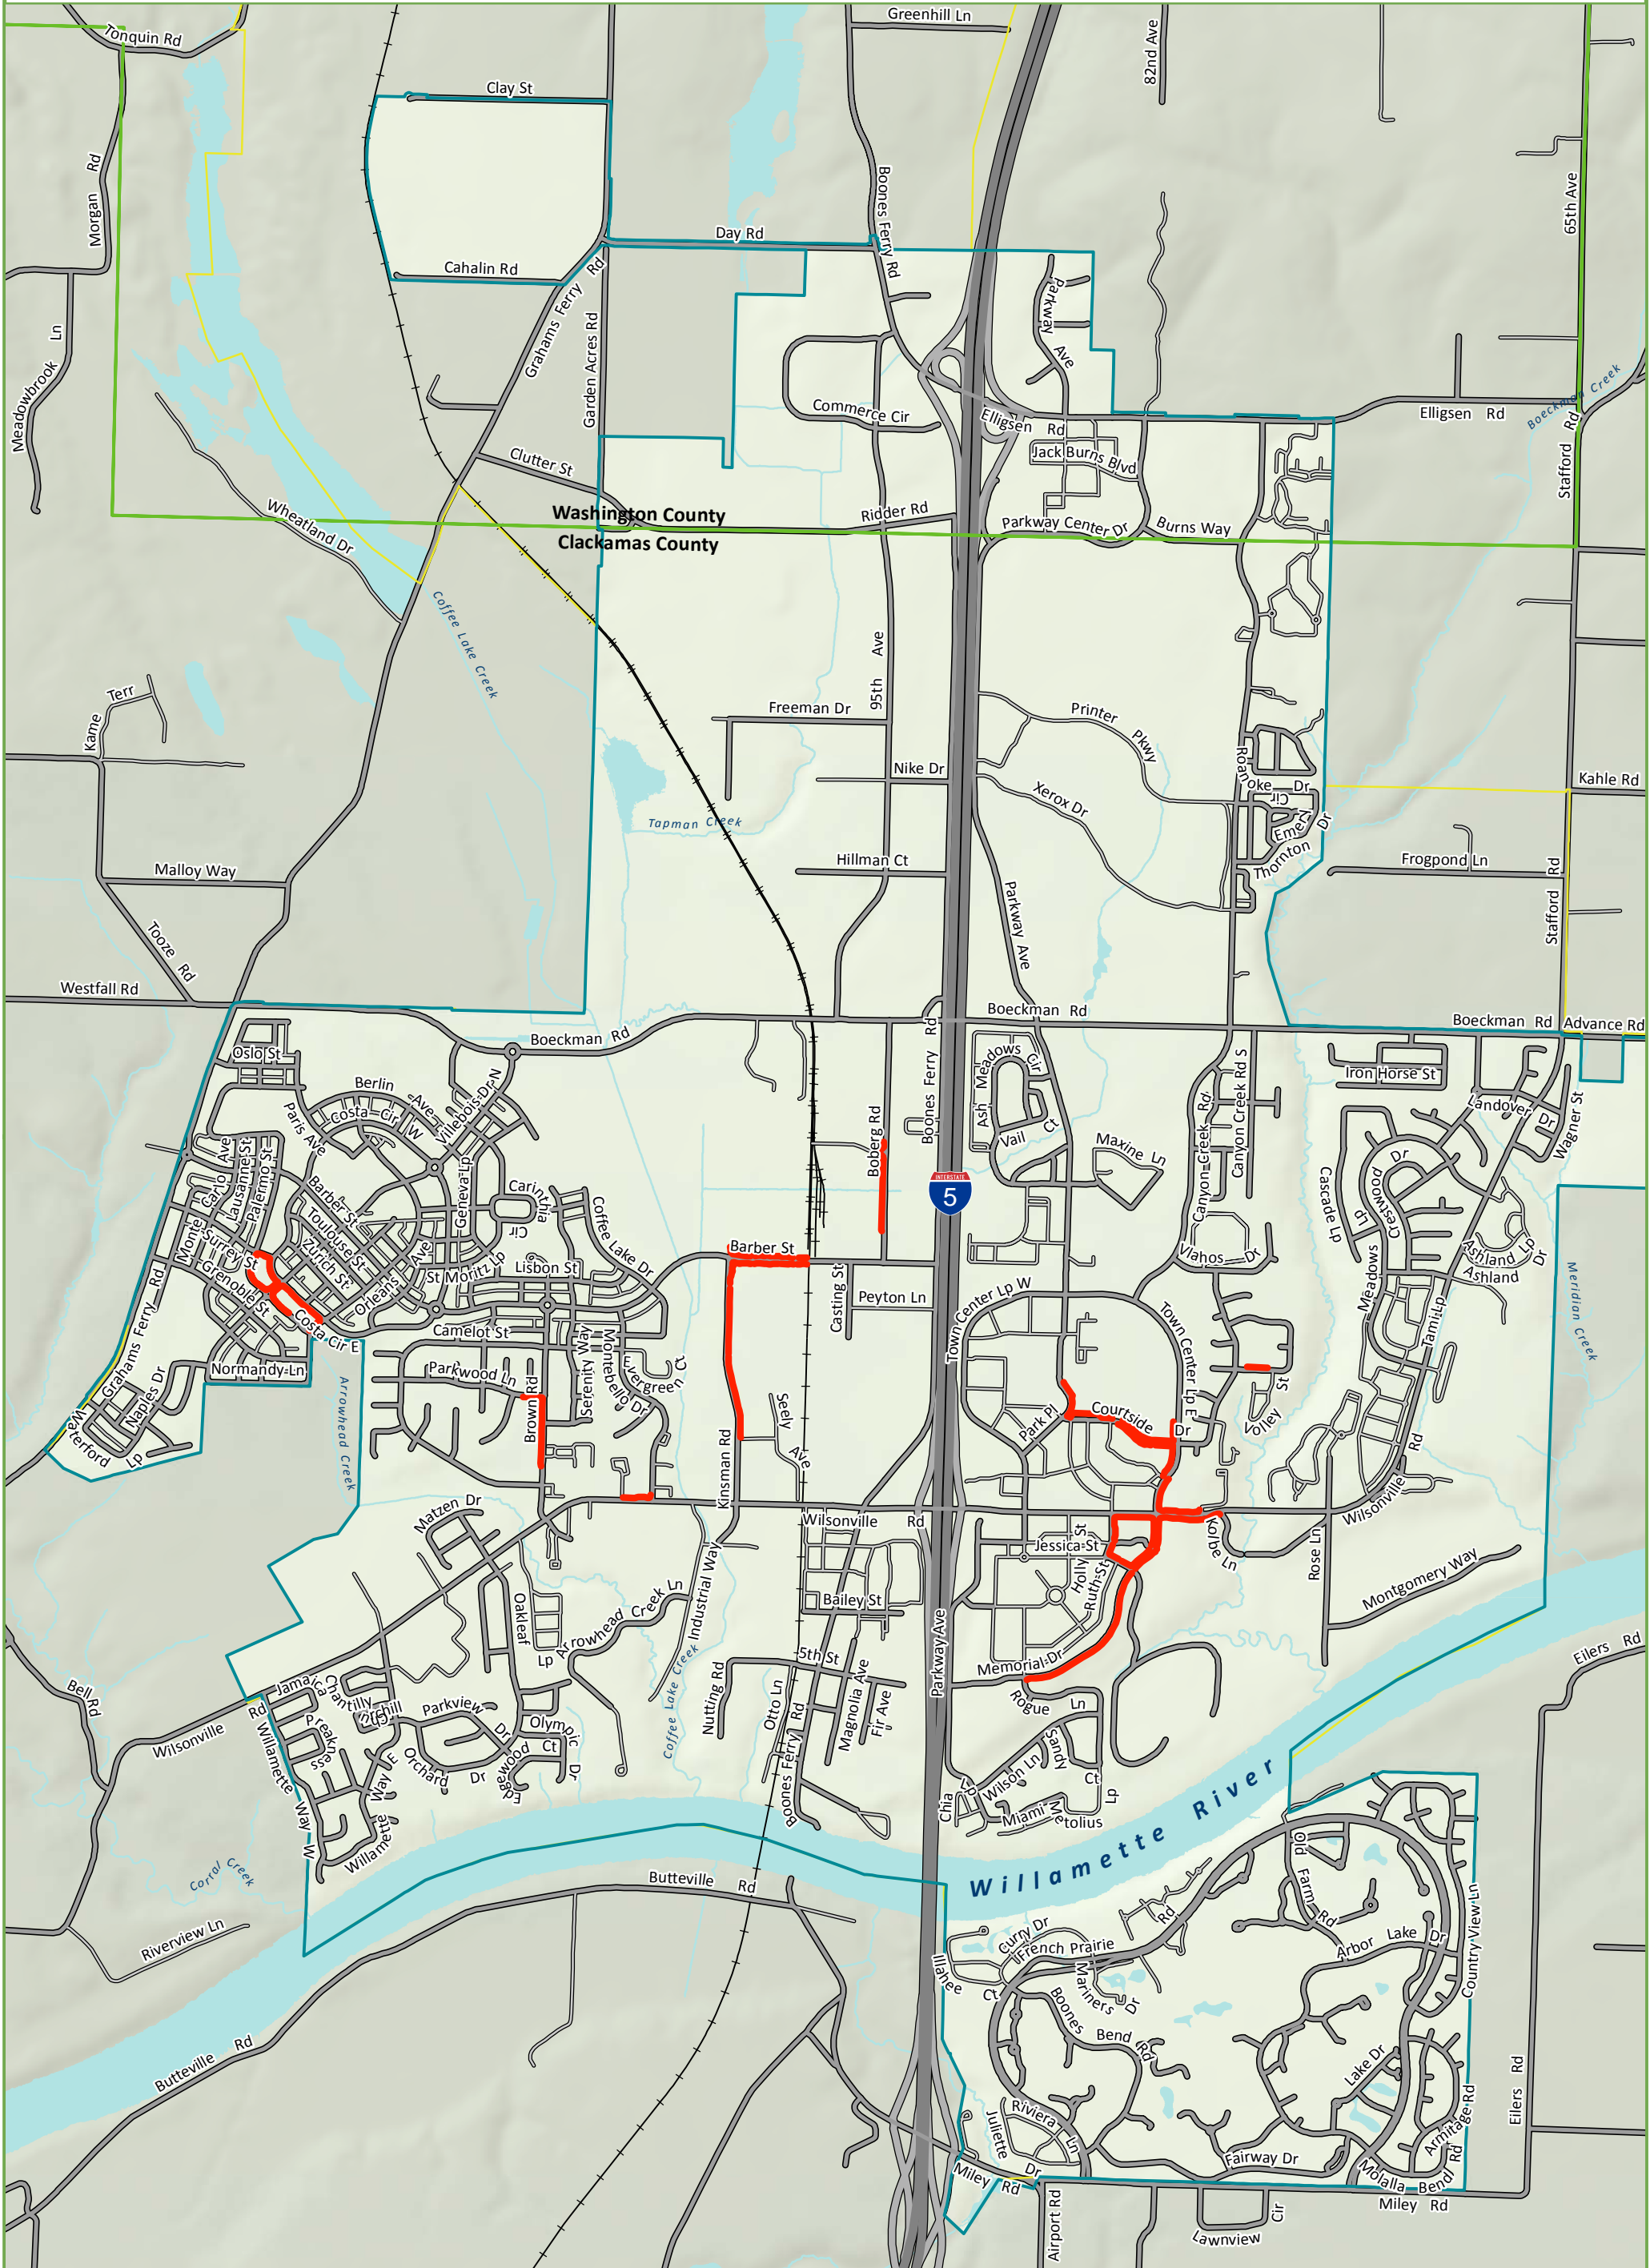 Greenhill Ln
Tonquin Rd
82nd Ave
Clay St
Morgan Rd
Boones Ferry Rd
65th Ave
Day Rd
Cahalin Rd
Grahams Ferry Rd
Garden Acres Rd
Parkway Ave
Meadowbrook Ln
Boeckman Creek
Commerce Cir
Elligsen Rd
Elligsen Rd
Jack Burns Blvd
Clutter St
Stafford Rd
Wheatland Dr
Washington County
Ridder Rd
Parkway Center Dr
Burns Way
Clackamas County
Coffee Lake Creek
95th Ave
Kame Terr
Freeman Dr
Printer Pkwy
Nike Dr
Roanoke Dr
Cir
Kahle Rd
Xerox Dr
Tapman Creek
Emery
Dr
Thornton
Hillman Ct
Frogpond Ln
Malloy Way
Parkway Ave
Stafford Rd
Tooze Rd
Westfall Rd
Boeckman Rd
Boeckman Rd
Advance Rd
Boeckman Rd
Oslo St
Berlin Ave
Costa Cir W
Villebois Dr N
Paris Ave
Boones Ferry Rd
Ash Meadows Cir
Iron Horse St
Landover Dr
Wagner St
Boberg Rd
Vail Ct
Maxine Ln
Canyon Creek Rd
Canyon Creek Rd S
Carlo Ave
Lausanne St
Palermo St
Monte
Barber St
Toulouse St
Zurich St
Geneva Lp
Carinthia Cir
Coffee Lake Dr
INTERSTATE
5
Cascade Lp
Crestwood Dr
Lp
Surrey St
Grenoble St
Orleans Ave
St Moritz Lp
Lisbon St
Barber St
Vlahos Dr
Ashland Lp
Ashland Dr
Meadows
Meridian Creek
Costa Cir E
Casting St
Peyton Ln
Town Center Lp W
Town Center Lp E
Tami Lp
Camelot St
Normandy Ln
Grahams Ferry Rd
Naples Dr
Waterford Lp
Arrowhead Creek
Parkwood Ln
Brown Rd
Serenity Way
Montebello Dr
Evergreen Ct
Seely Ave
Kinsman Rd
Park Pl
Courtside Dr
Volley St
Rd
Matzen Dr
Wilsonville Rd
Wilsonville
Kolbe Ln
Jessica St
Holly St
Ruth St
Rose Ln
Montgomery Way
Industrial Way
Bailey St
Oakleaf Lp
Arrowhead Creek Ln
Memorial Dr
Parkway Ave
5th St
Eilers Rd
Bell Rd
Jamaica
Chantilly
Preakness
Parkview Dr
Olympic Dr
Ct
Orchard Dr
Edgewood
Nutting Rd
Otto Ln
Magnolia Ave
Fir Ave
Coffee Lake Creek
Rogue Ln
Sandy Ct
Wilson Ln
Wilsonville Rd
Willamette Way W
Willamette Way E
Boones Ferry Rd
Chia Lp
Miami
Metolius Lp
Willamette River
Corral Creek
Riverview Ln
Butteville Rd
Old Farm Rd
Curry Dr
French Prairie Rd
Arbor Lake Dr
Country View Ln
Illahee Ct
Mariners Dr
Boones Bend Rd
Lake Dr
Butteville Rd
Juliette Dr
Riviera Ln
Armitage Rd
Eilers Rd
Fairway Dr
Molalla Bend Rd
Miley Rd
Miley Rd
Airport Rd
Lawnview Cir